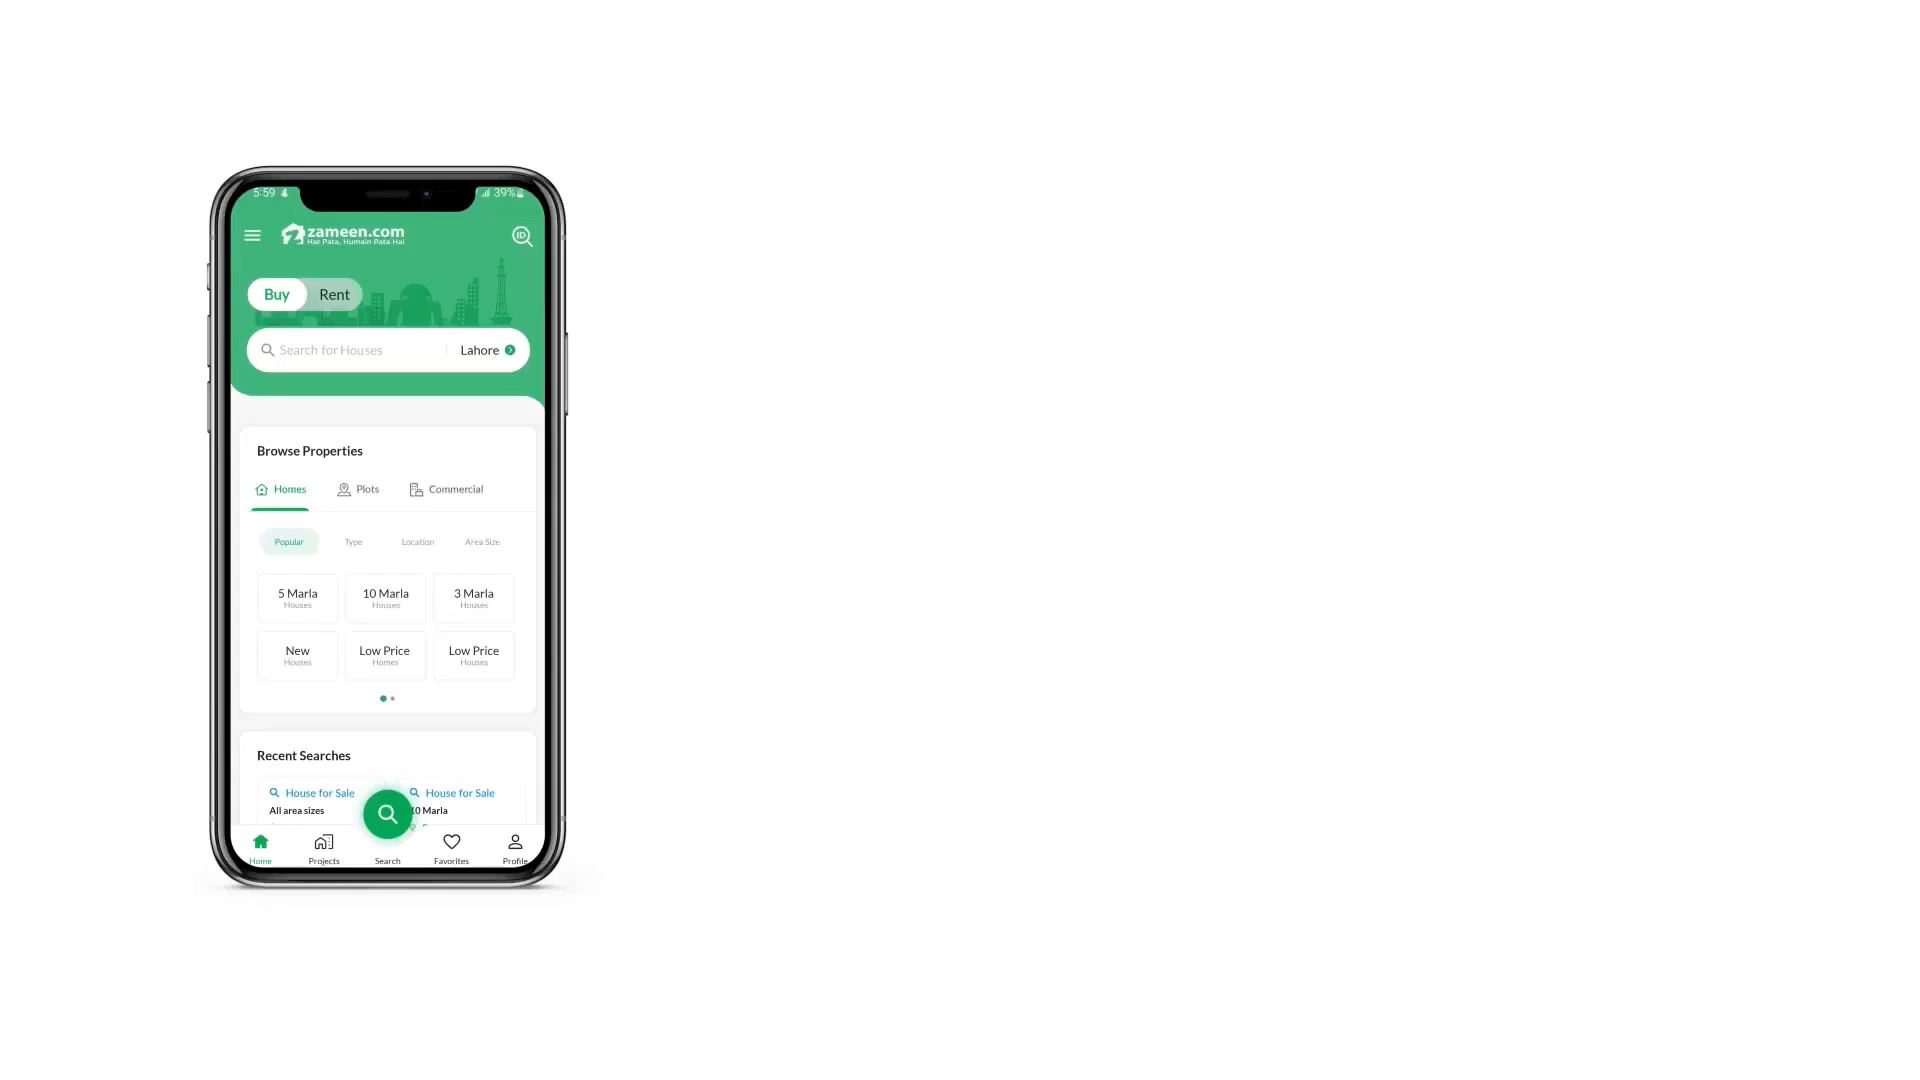 5:59 39%
zameen.com
Har Pata, Humain Pata Hai
ID
Buy Rent
Search for Houses Lahore
Browse Properties
Homes Plots Commercial
Popular Type Location Area Size
5 Marla 10 Marla 3 Marla
Houses Houses Houses
New Low Price Low Price
Houses Homes Houses
Recent Searches
House for Sale House for Sale
All area sizes 10 Marla
Home Projects Search Favorites Profile